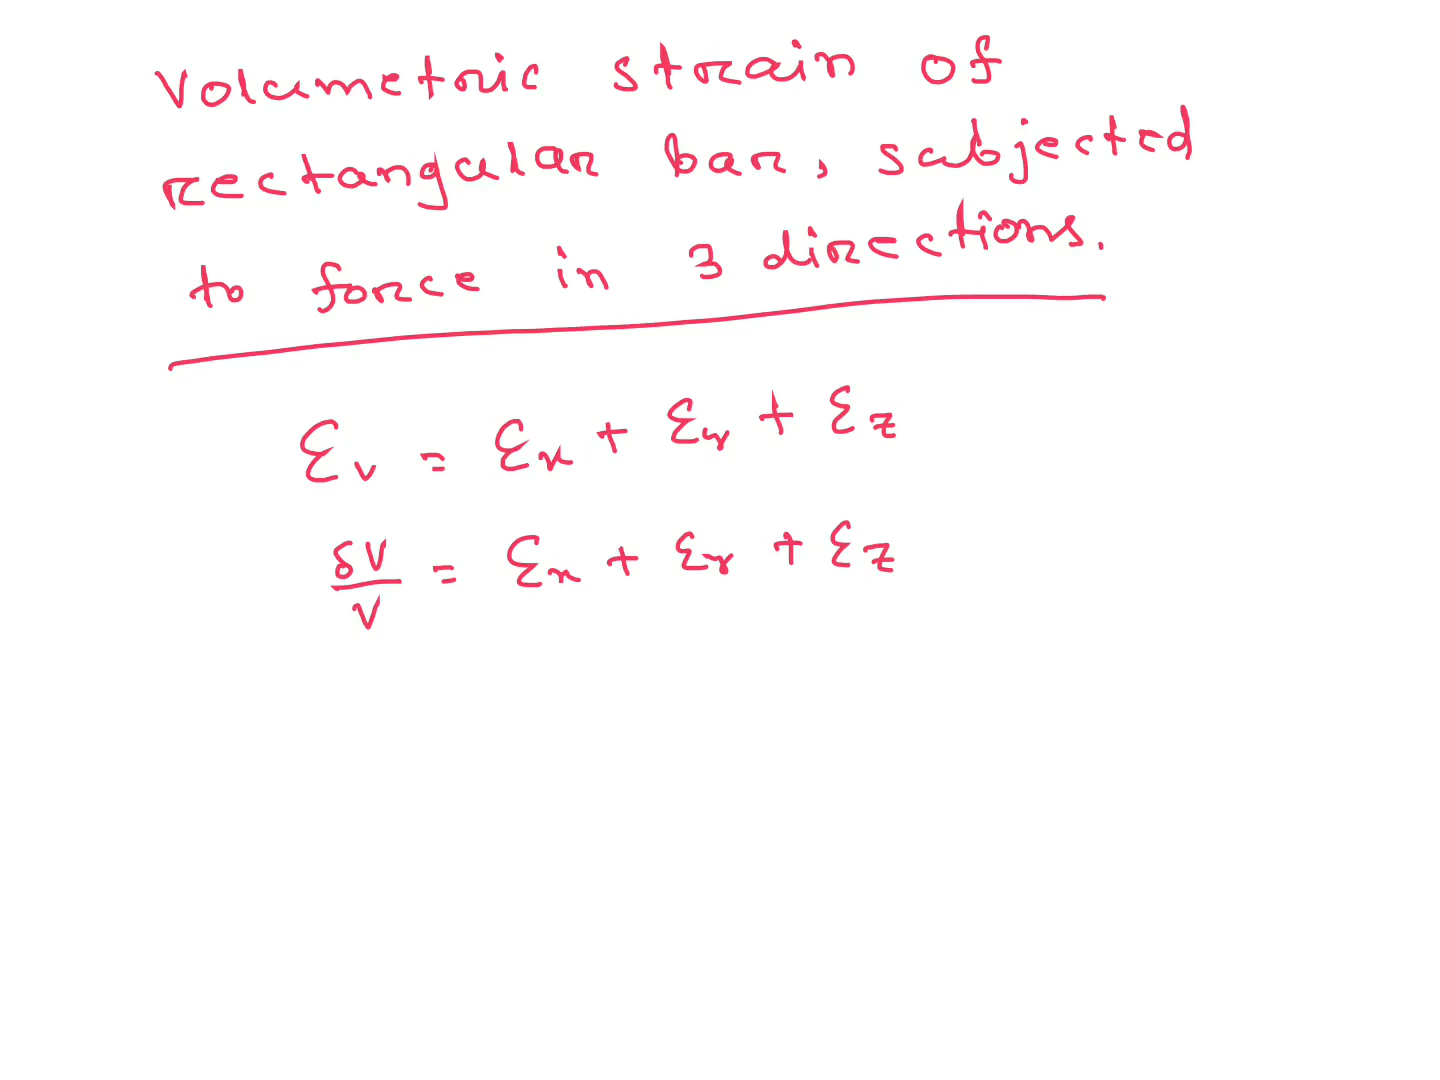 Volumetric strain of
rectangular bar, subjected
to force in 3 directions.
εv = εx + εy + εz
δV/V = εx + εy + εz